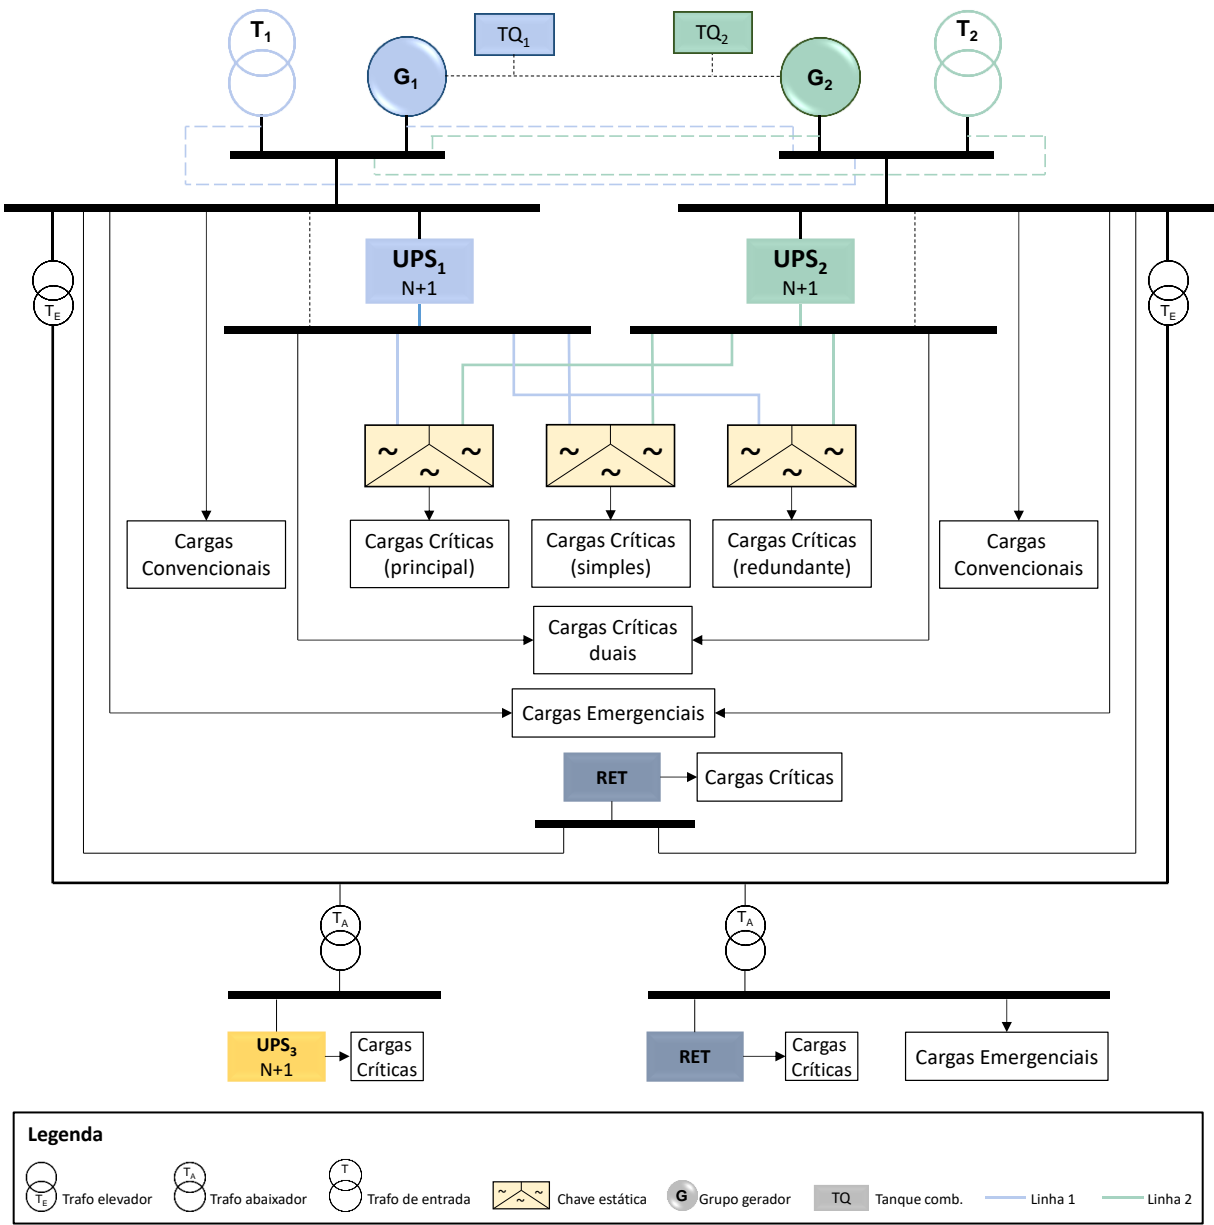 T1
TQ1
TQ2
T2
G1
G2
UPS1
N+1
UPS2
N+1
TE
TE
~ ~ ~
~ ~ ~
~ ~ ~
Cargas
Convencionais
Cargas Críticas
(principal)
Cargas Críticas
(simples)
Cargas Críticas
(redundante)
Cargas
Convencionais
Cargas Críticas
duais
Cargas Emergenciais
RET
Cargas Críticas
TA
TA
UPS3
N+1
Cargas
Críticas
RET
Cargas
Críticas
Cargas Emergenciais
Legenda
TE Trafo elevador
TA Trafo abaixador
T Trafo de entrada
~ ~ ~ Chave estática
G Grupo gerador
TQ Tanque comb.
Linha 1
Linha 2